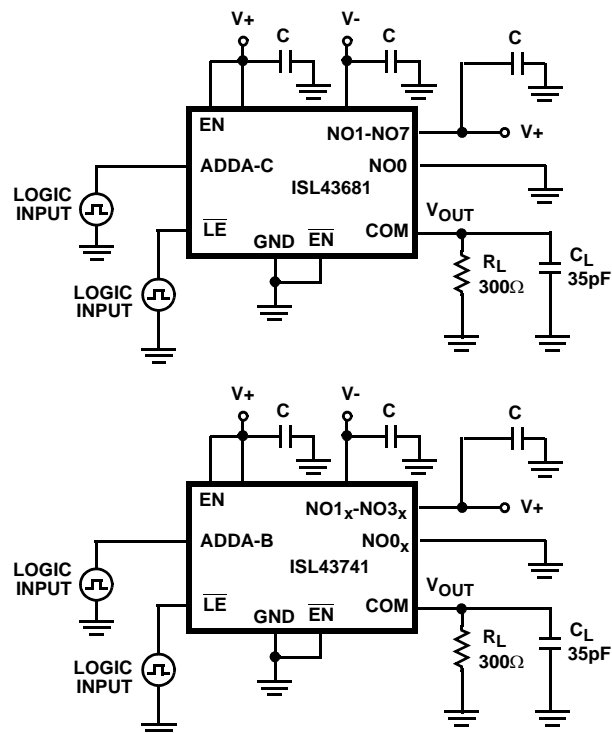 V+
V-
C
C
C
EN
NO1-NO7
V+
ADDA-C
NO0
ISL43681
LOGIC
INPUT
LE
GND
EN
COM
VOUT
RL
300Ω
CL
35pF
LOGIC
INPUT
V+
V-
C
C
C
EN
NO1x-NO3x
V+
ADDA-B
NO0x
ISL43741
LOGIC
INPUT
LE
GND
EN
COM
VOUT
RL
300Ω
CL
35pF
LOGIC
INPUT